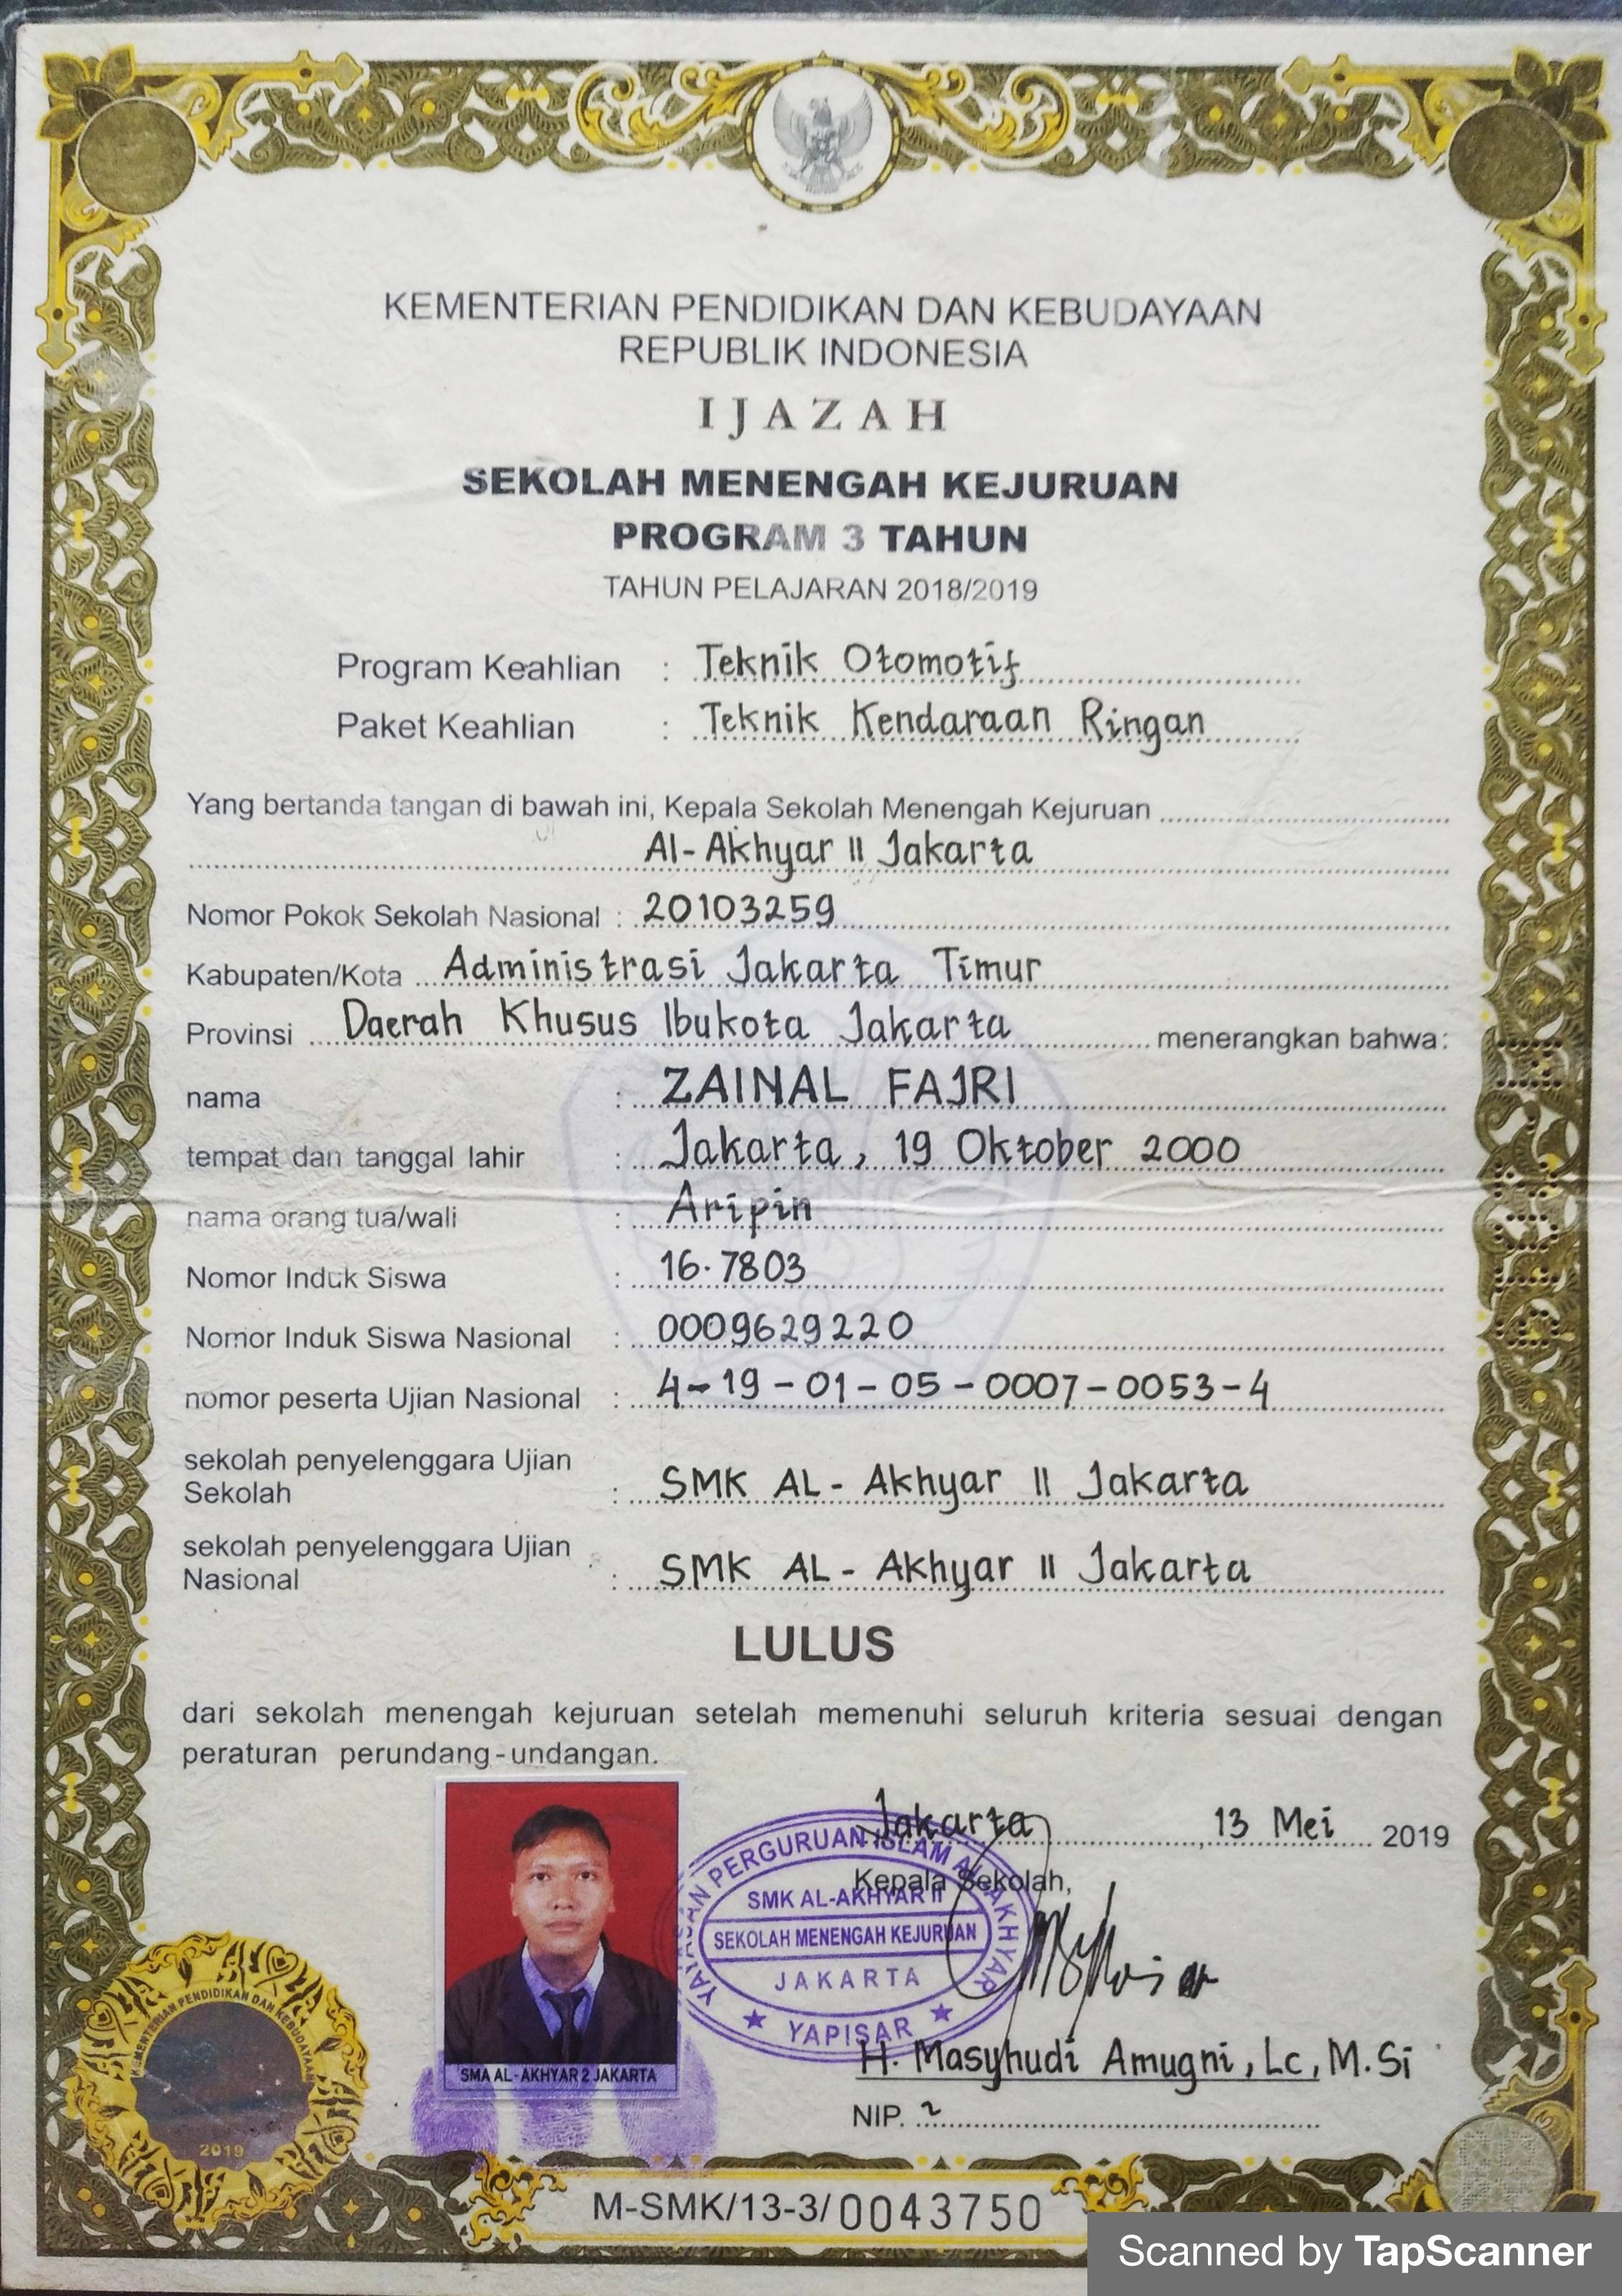 KEMENTERIAN PENDIDIKAN DAN KEBUDAYAAN
REPUBLIK INDONESIA
IJAZAH
SEKOLAH MENENGAH KEJURUAN
PROGRAM 3 TAHUN
TAHUN PELAJARAN 2018/2019
Program Keahlian : Teknik Otomotif
Paket Keahlian : Teknik Kendaraan Ringan
Yang bertanda tangan di bawah ini, Kepala Sekolah Menengah Kejuruan
Al-Akhyar II Jakarta
Nomor Pokok Sekolah Nasional : 20103259
Kabupaten/Kota Administrasi Jakarta Timur
Provinsi Daerah Khusus Ibukota Jakarta menerangkan bahwa:
nama : ZAINAL FAJRI
tempat dan tanggal lahir : Jakarta, 19 Oktober 2000
nama orang tua/wali : Aripin
Nomor Induk Siswa : 16.7803
Nomor Induk Siswa Nasional : 0009629220
nomor peserta Ujian Nasional : 4-19-01-05-0007-0053-4
sekolah penyelenggara Ujian
Sekolah : SMK AL-Akhyar II Jakarta
sekolah penyelenggara Ujian
Nasional : SMK AL-Akhyar II Jakarta
LULUS
dari sekolah menengah kejuruan setelah memenuhi seluruh kriteria sesuai dengan
peraturan perundang-undangan.
Jakarta, 13 Mei 2019
Kepala Sekolah,
YAYASAN PERGURUAN ISLAM AL AKHYAR
SMK AL-AKHYAR II
SEKOLAH MENENGAH KEJURUAN
JAKARTA
YAPISAR
H. Masyhudi Amugni, Lc, M.Si
NIP.
SMA AL-AKHYAR 2 JAKARTA
KEMENTERIAN PENDIDIKAN DAN KEBUDAYAAN
2019
M-SMK/13-3/0043750
Scanned by TapScanner